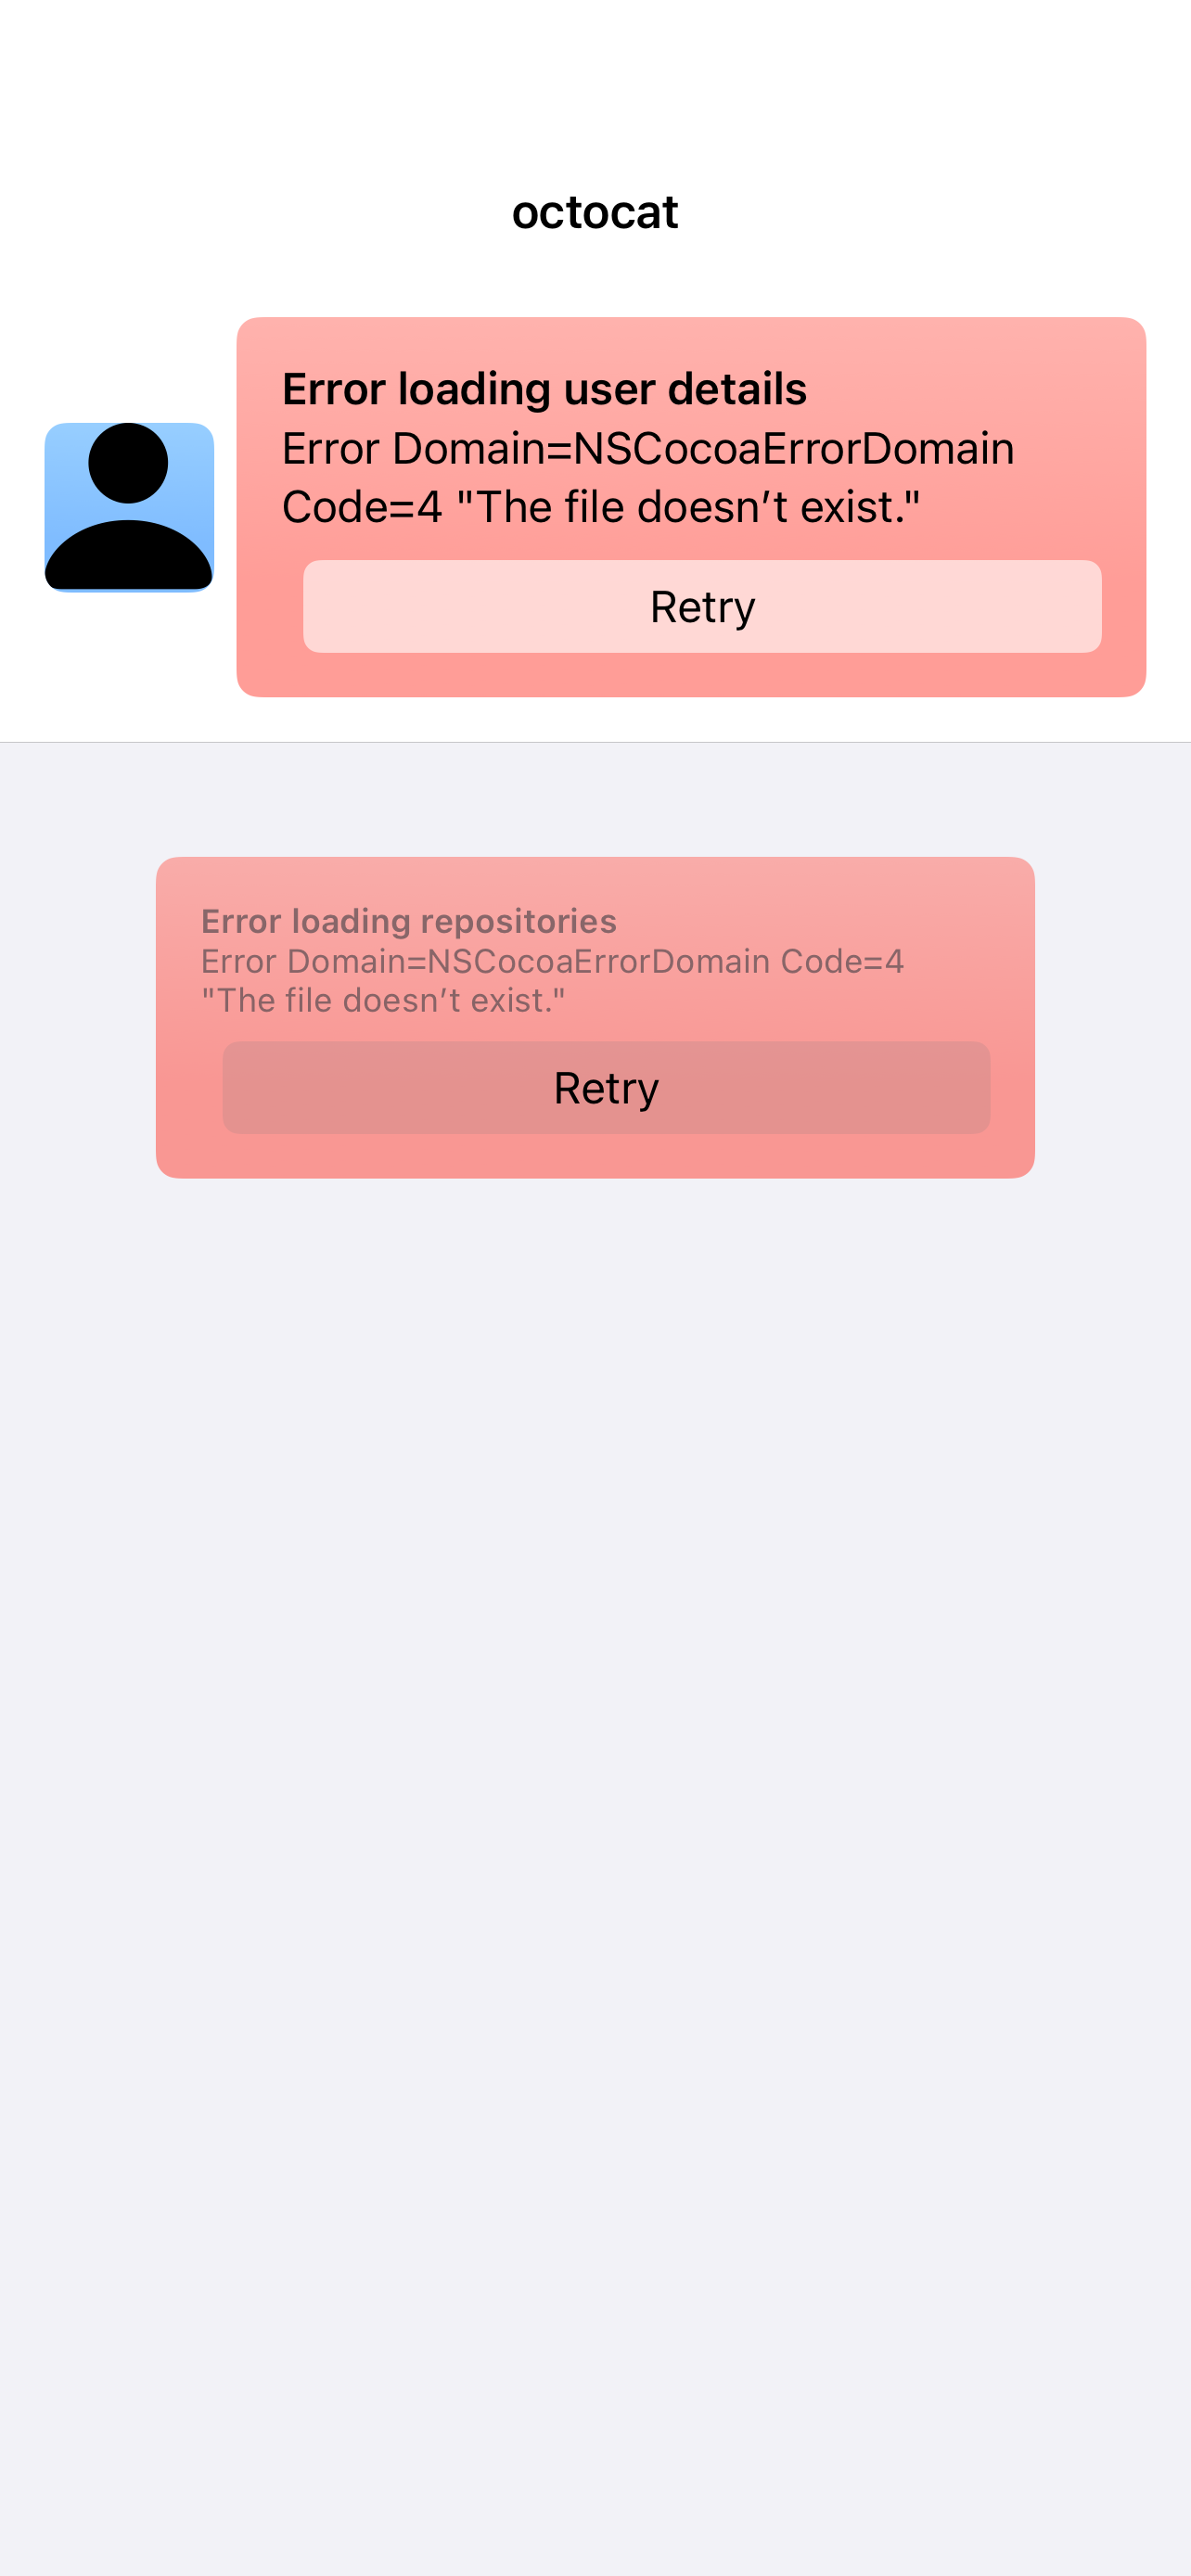 octocat
Error loading user details
Error Domain=NSCocoaErrorDomain
Code=4 "The file doesn’t exist."
Retry
Error loading repositories
Error Domain=NSCocoaErrorDomain Code=4
"The file doesn’t exist."
Retry